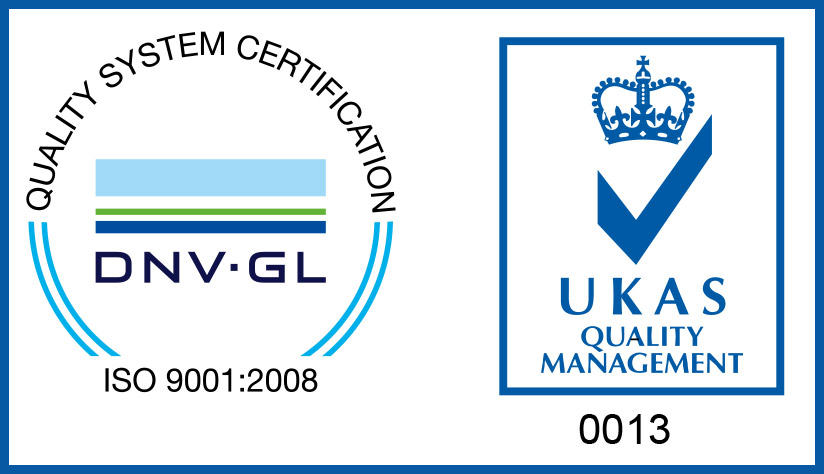 QUALITY SYSTEM CERTIFICATION
DNV·GL
ISO 9001:2008
UKAS
QUALITY
MANAGEMENT
0013